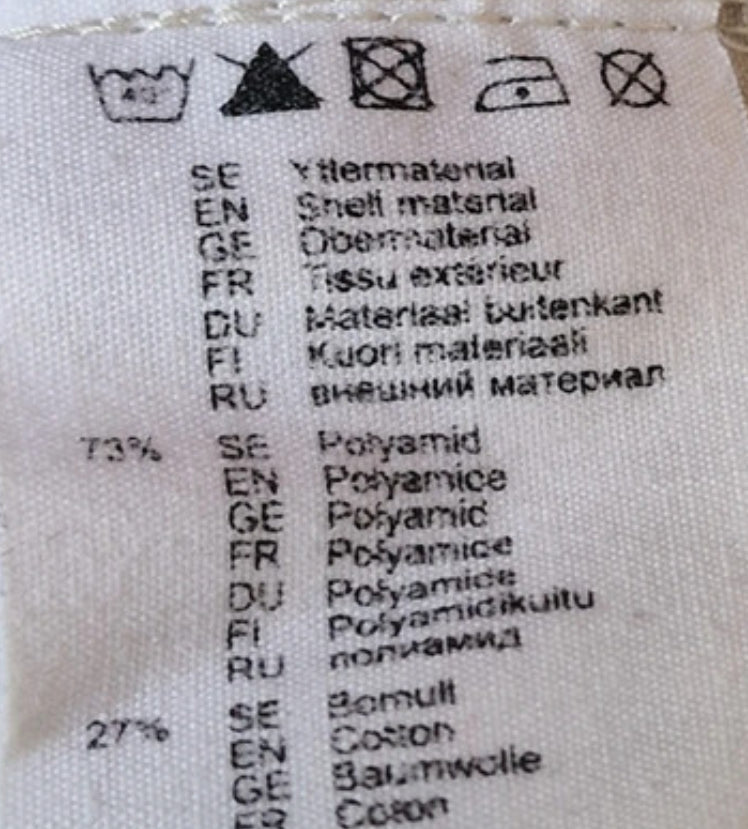 40
SE Yttermaterial
EN Shell material
GE Obermaterial
FR Tissu extérieur
DU Materiaal buitenkant
FI Kuori materiaali
RU внешний материал
73% SE Polyamid
EN Polyamide
GE Polyamid
FR Polyamide
DU Polyamide
FI Polyamidikuitu
RU полиамид
27% SE Bomull
EN Cotton
GE Baumwolle
FR Coton